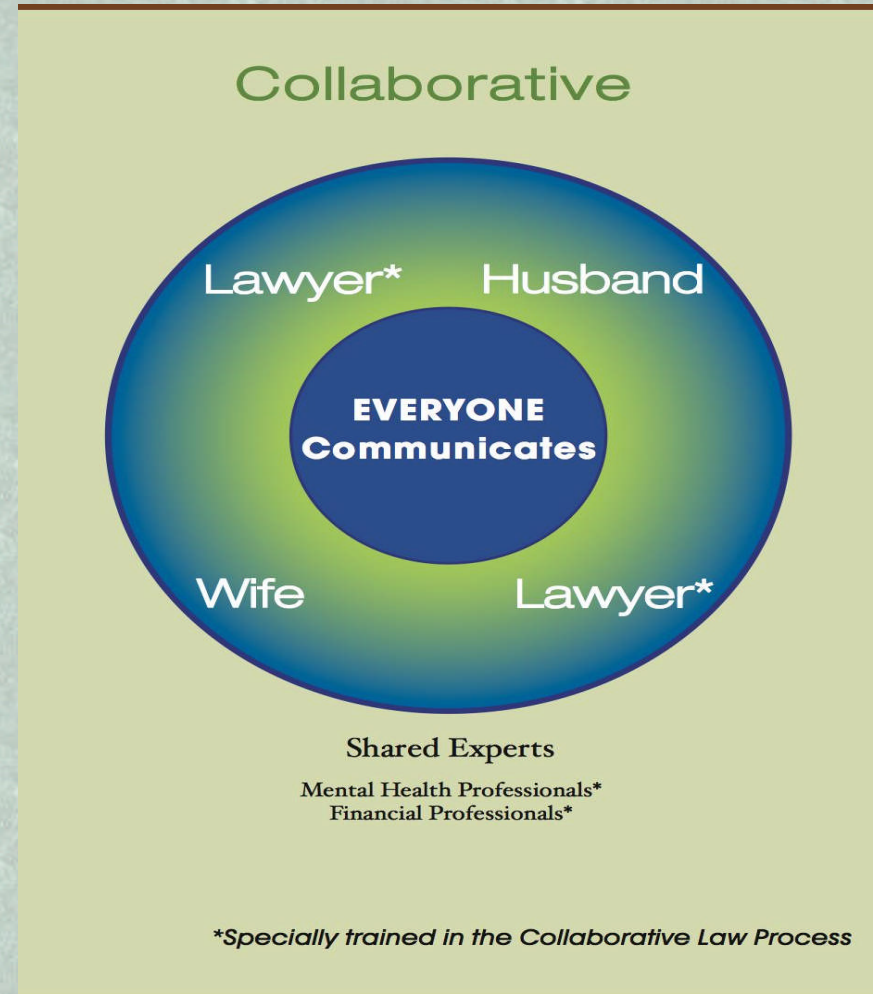 Collaborative
Lawyer* Husband
EVERYONE
Communicates
Wife Lawyer*
Shared Experts
Mental Health Professionals*
Financial Professionals*
*Specially trained in the Collaborative Law Process